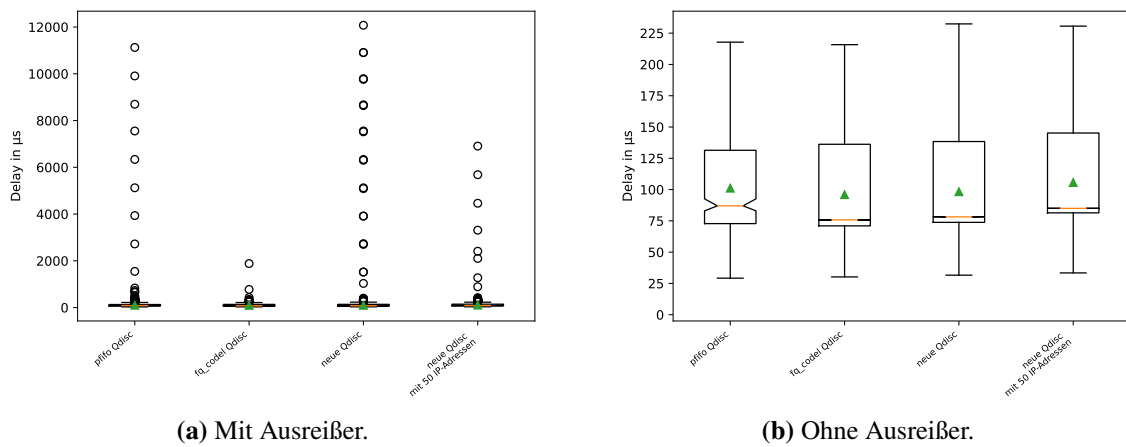 12000
10000
8000
6000
4000
2000
0
Delay in µs
pfifo Qdisc
fq_codel Qdisc
neue Qdisc
neue Qdisc
mit 50 IP-Adressen
(a) Mit Ausreißer.
225
200
175
150
125
100
75
50
25
0
Delay in µs
pfifo Qdisc
fq_codel Qdisc
neue Qdisc
neue Qdisc
mit 50 IP-Adressen
(b) Ohne Ausreißer.